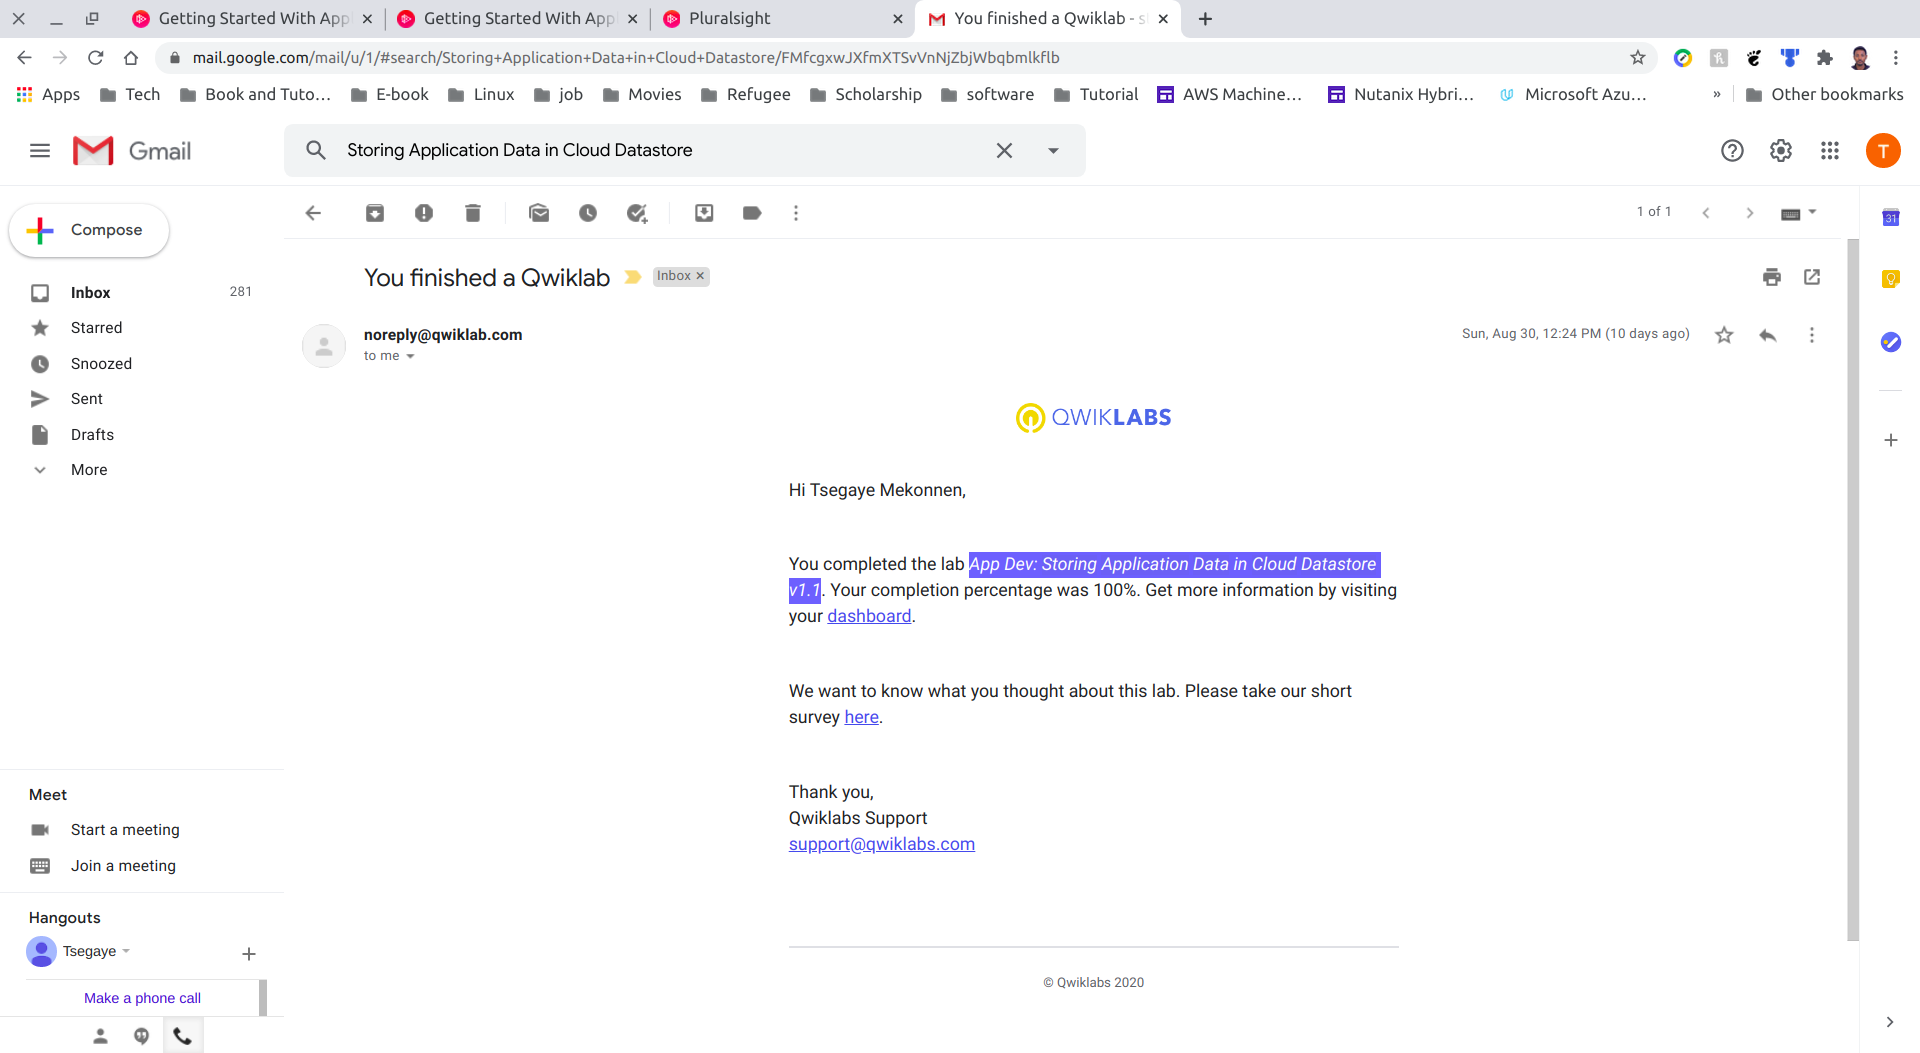 Getting Started With App
Getting Started With App
Pluralsight
You finished a Qwiklab - s
mail.google.com/mail/u/1/#search/Storing+Application+Data+in+Cloud+Datastore/FMfcgxwJXfmXTSvVnNjZbjWbqbmlkflb
Apps Tech Book and Tuto... E-book Linux job Movies Refugee Scholarship software Tutorial AWS Machine... Nutanix Hybri... Microsoft Azu... » Other bookmarks
Gmail
Storing Application Data in Cloud Datastore
T
Compose
1 of 1
31
You finished a Qwiklab
Inbox
Inbox 281
Starred
Snoozed
Sent
Drafts
More
noreply@qwiklab.com
Sun, Aug 30, 12:24 PM (10 days ago)
to me
QWIKLABS
Hi Tsegaye Mekonnen,
You completed the lab App Dev: Storing Application Data in Cloud Datastore
v1.1. Your completion percentage was 100%. Get more information by visiting
your dashboard.
We want to know what you thought about this lab. Please take our short
survey here.
Thank you,
Qwiklabs Support
support@qwiklabs.com
© Qwiklabs 2020
Meet
Start a meeting
Join a meeting
Hangouts
Tsegaye
Make a phone call